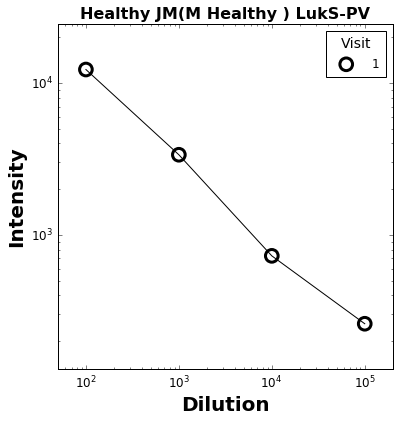 Healthy JM(M Healthy ) LukS-PV
Visit
1
10^4
10^3
Intensity
10^2 10^3 10^4 10^5
Dilution